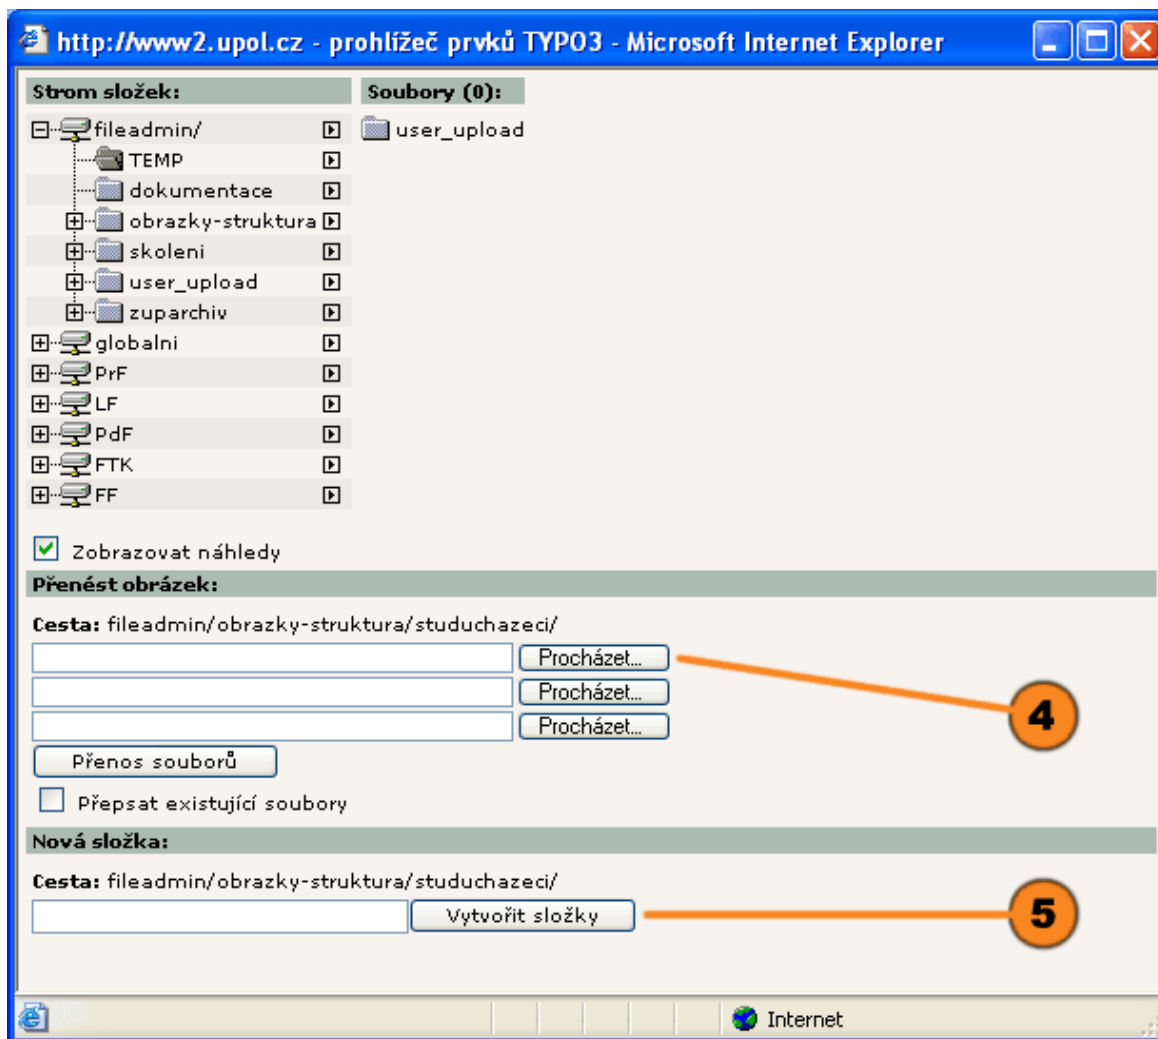 http://www2.upol.cz - prohlížeč prvků TYPO3 - Microsoft Internet Explorer
Strom složek:
Soubory (0):
fileadmin/
user_upload
TEMP
dokumentace
obrazky-struktura
skoleni
user_upload
zuparchiv
globalni
PrF
LF
PdF
FTK
FF
Zobrazovat náhledy
Přenést obrázek:
Cesta: fileadmin/obrazky-struktura/studuchazeci/
Procházet...
Procházet...
4
Procházet...
Přenos souborů
Přepsat existující soubory
Nová složka:
Cesta: fileadmin/obrazky-struktura/studuchazeci/
Vytvořit složky
5
Internet